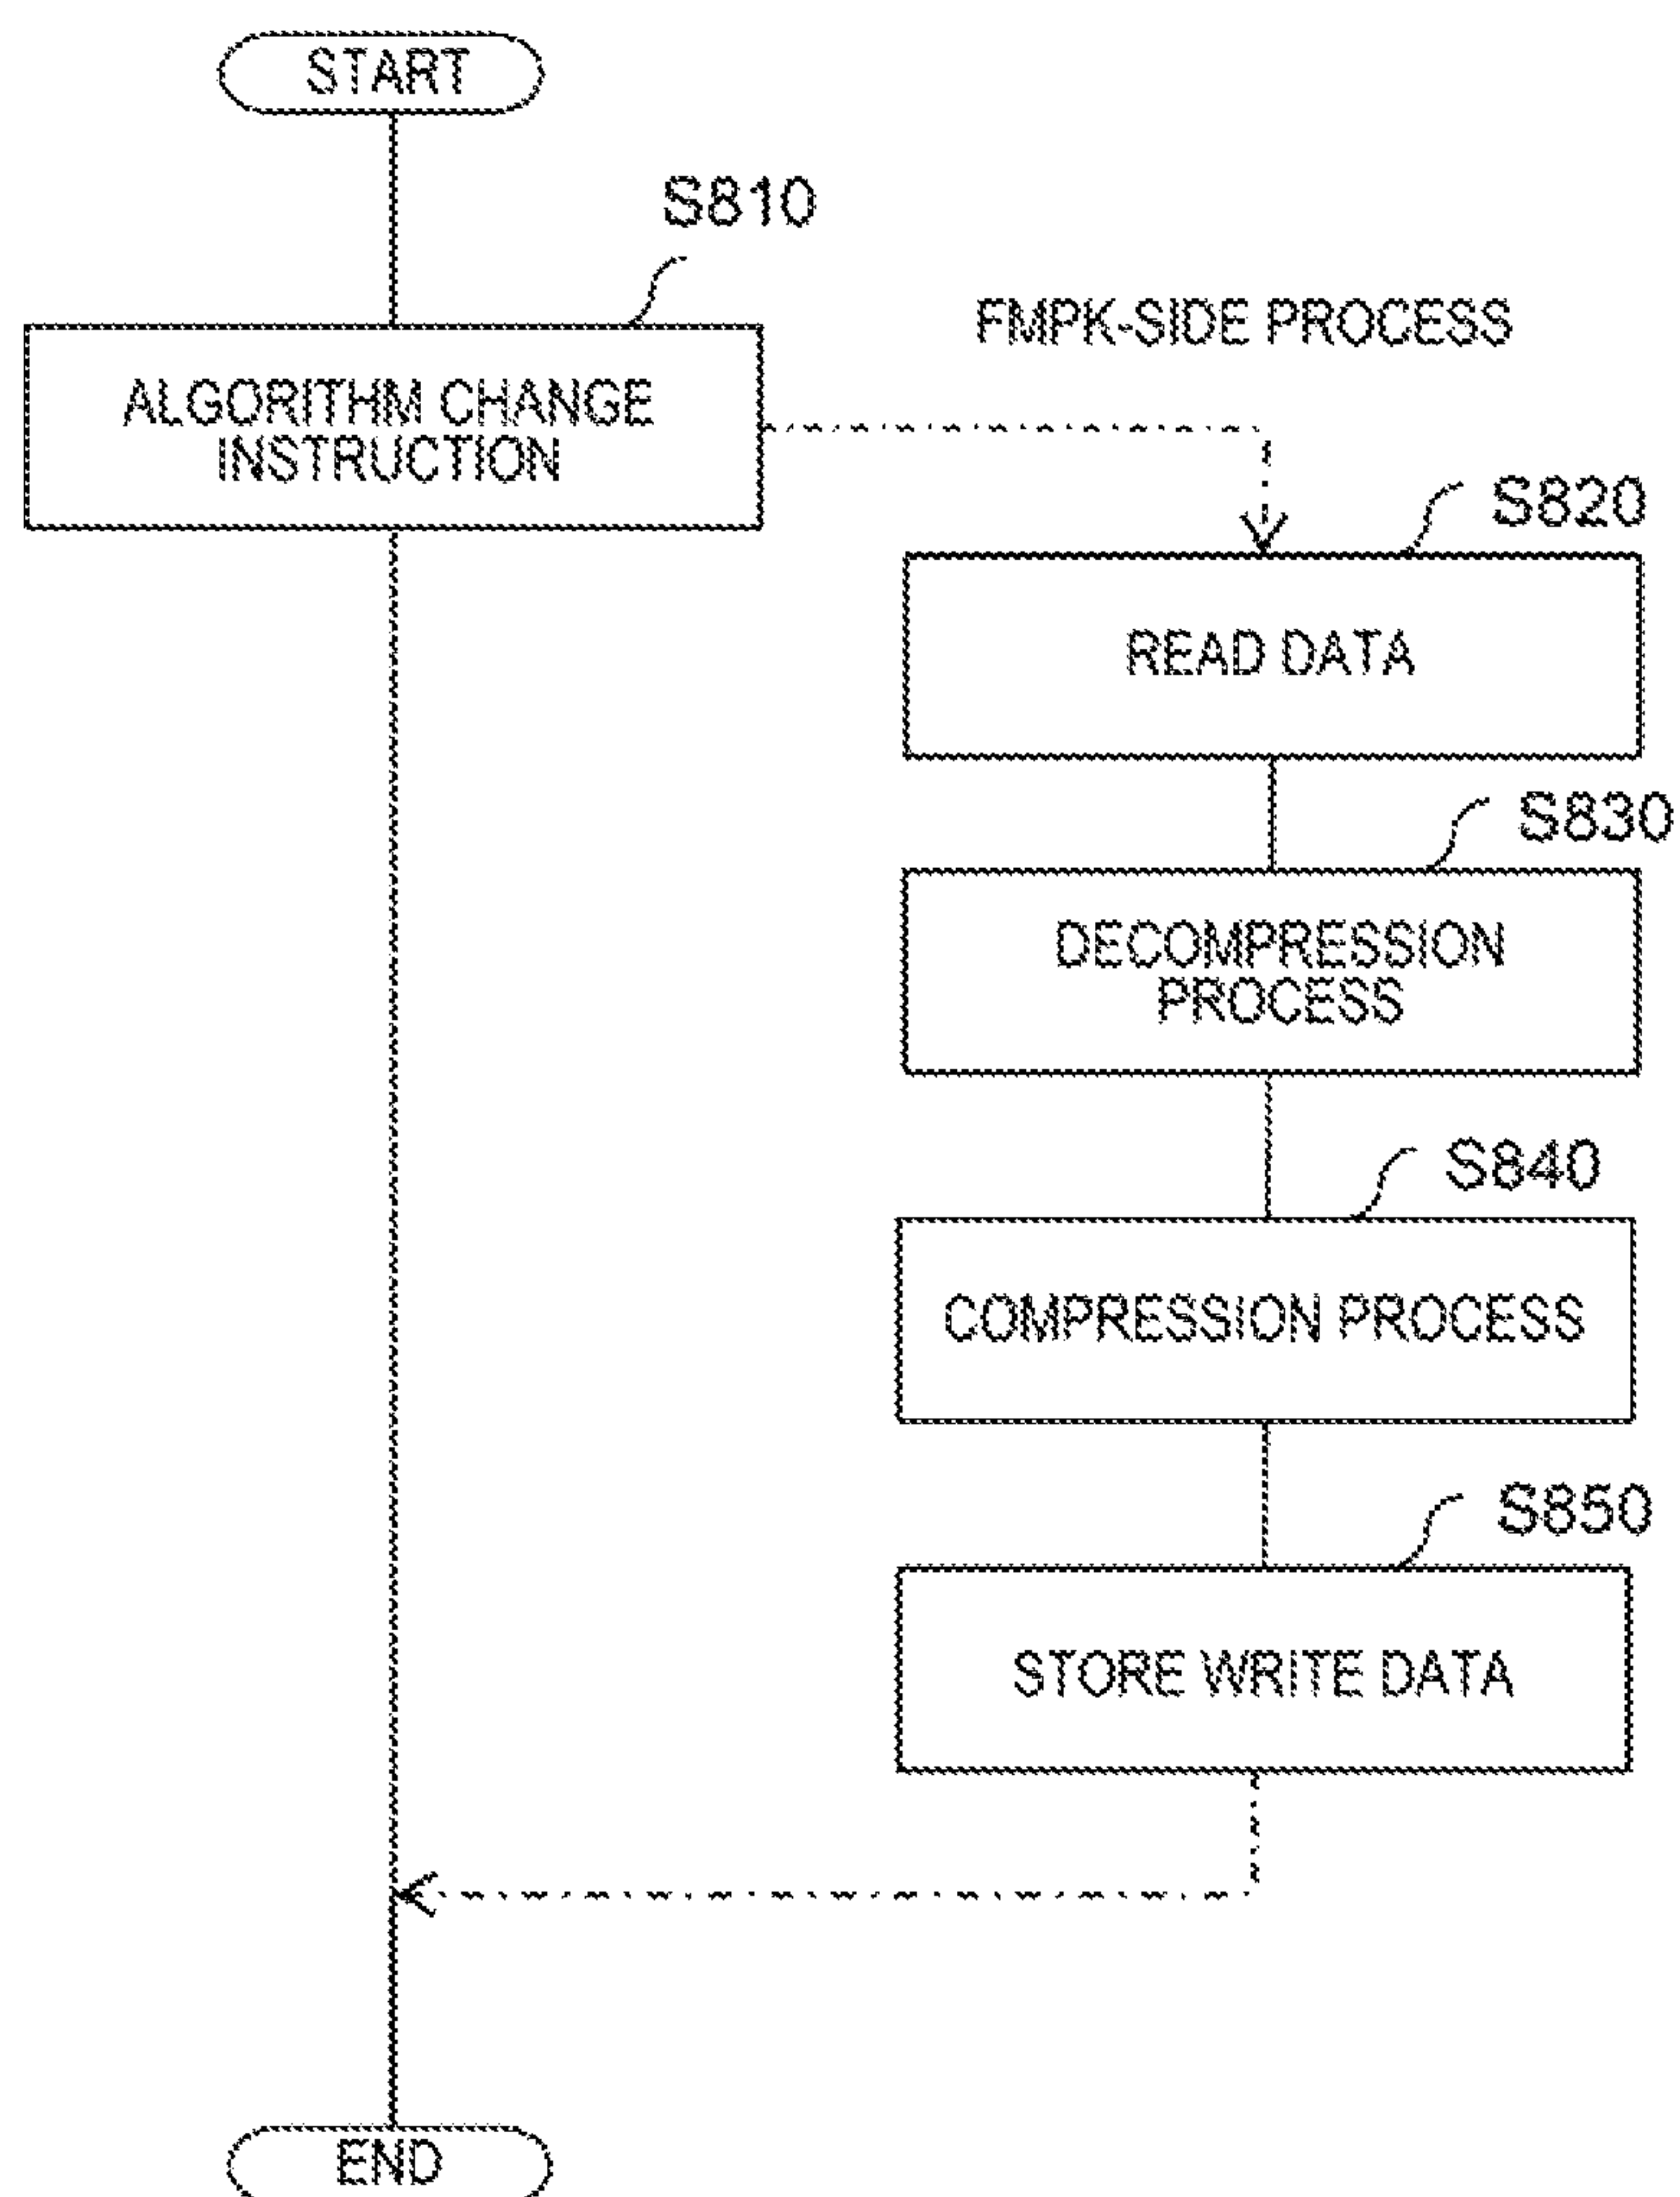 START
S810
FMPK-SIDE PROCESS
ALGORITHM CHANGE
INSTRUCTION
S820
READ DATA
S830
DECOMPRESSION
PROCESS
S840
COMPRESSION PROCESS
S850
STORE WRITE DATA
END